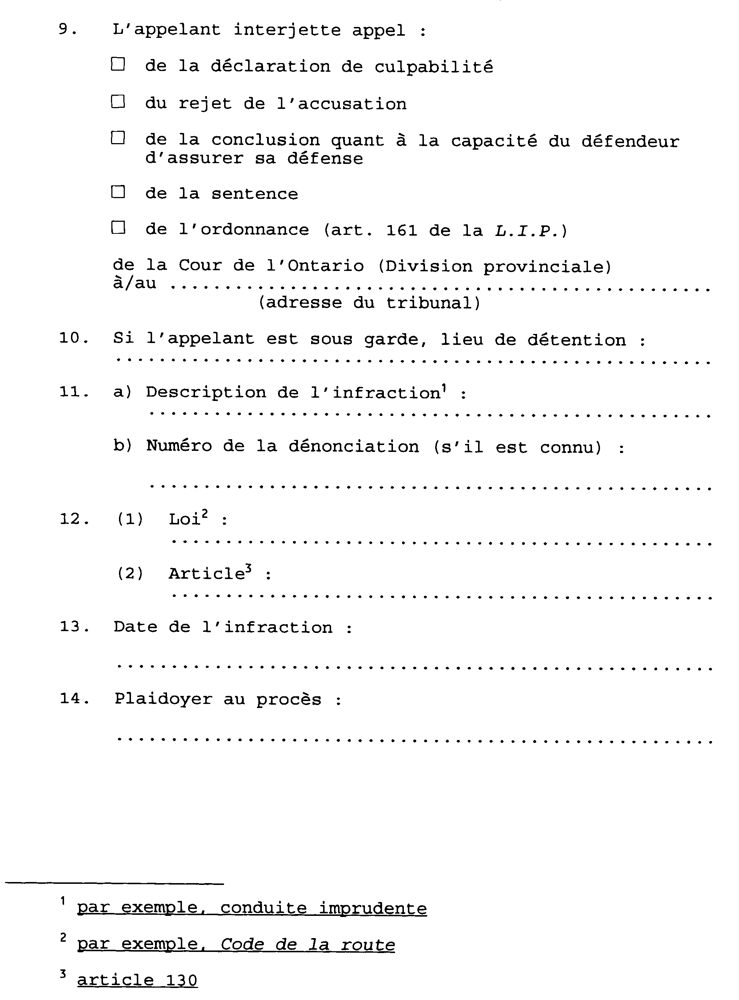 9. L'appelant interjette appel :
☐ de la déclaration de culpabilité
☐ du rejet de l'accusation
☐ de la conclusion quant à la capacité du défendeur
d'assurer sa défense
☐ de la sentence
☐ de l'ordonnance (art. 161 de la L.I.P.)
de la Cour de l'Ontario (Division provinciale)
à/au ..................................................
(adresse du tribunal)
10. Si l'appelant est sous garde, lieu de détention :
.......................................................
11. a) Description de l'infraction¹ :
....................................................
b) Numéro de la dénonciation (s'il est connu) :
....................................................
12. (1) Loi² :
..................................................
(2) Article³ :
..................................................
13. Date de l'infraction :
.......................................................
14. Plaidoyer au procès :
.......................................................
¹ par exemple, conduite imprudente
² par exemple, Code de la route
³ article 130